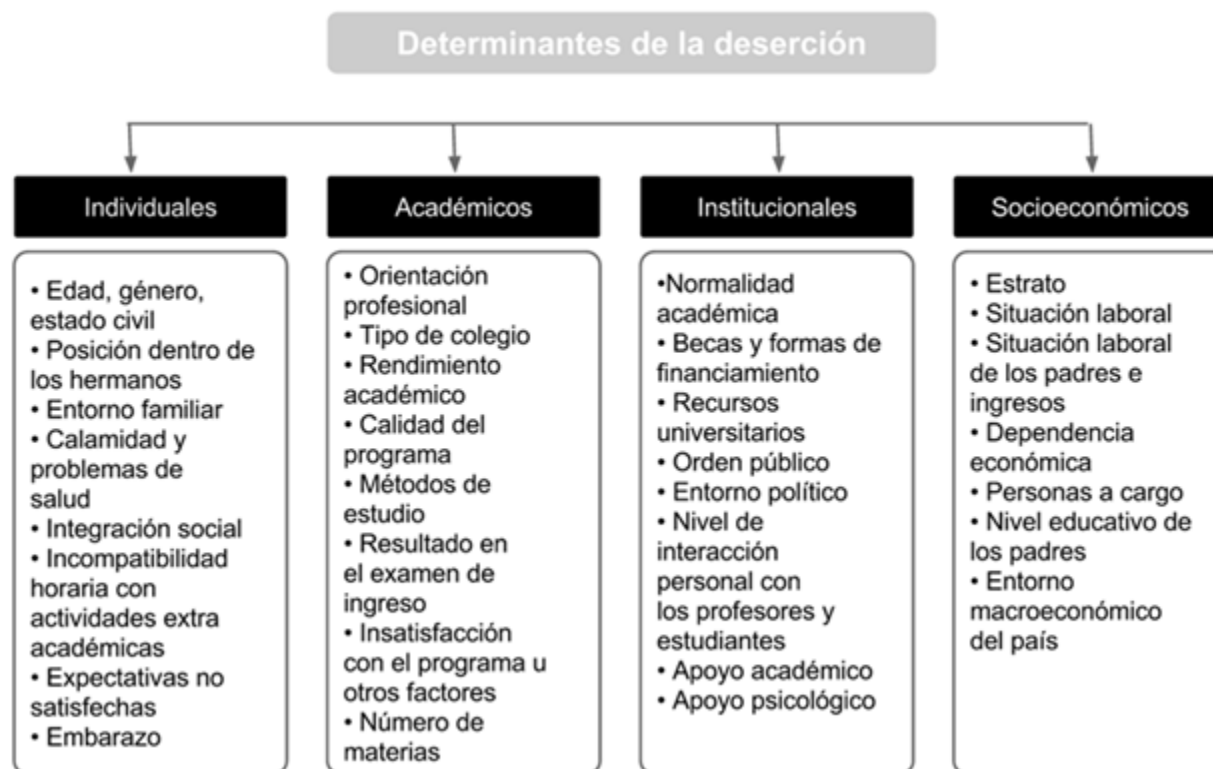 Determinantes de la deserción
Individuales
• Edad, género,
estado civil
• Posición dentro de
los hermanos
• Entorno familiar
• Calamidad y
problemas de
salud
• Integración social
• Incompatibilidad
horaria con
actividades extra
académicas
• Expectativas no
satisfechas
• Embarazo
Académicos
• Orientación
profesional
• Tipo de colegio
• Rendimiento
académico
• Calidad del
programa
• Métodos de
estudio
• Resultado en
el examen de
ingreso
• Insatisfacción
con el programa u
otros factores
• Número de
materias
Institucionales
•Normalidad
académica
• Becas y formas de
financiamiento
• Recursos
universitarios
• Orden público
• Entorno político
• Nivel de
interacción
personal con
los profesores y
estudiantes
• Apoyo académico
• Apoyo psicológico
Socioeconómicos
• Estrato
• Situación laboral
• Situación laboral
de los padres e
ingresos
• Dependencia
económica
• Personas a cargo
• Nivel educativo de
los padres
• Entorno
macroeconómico
del país